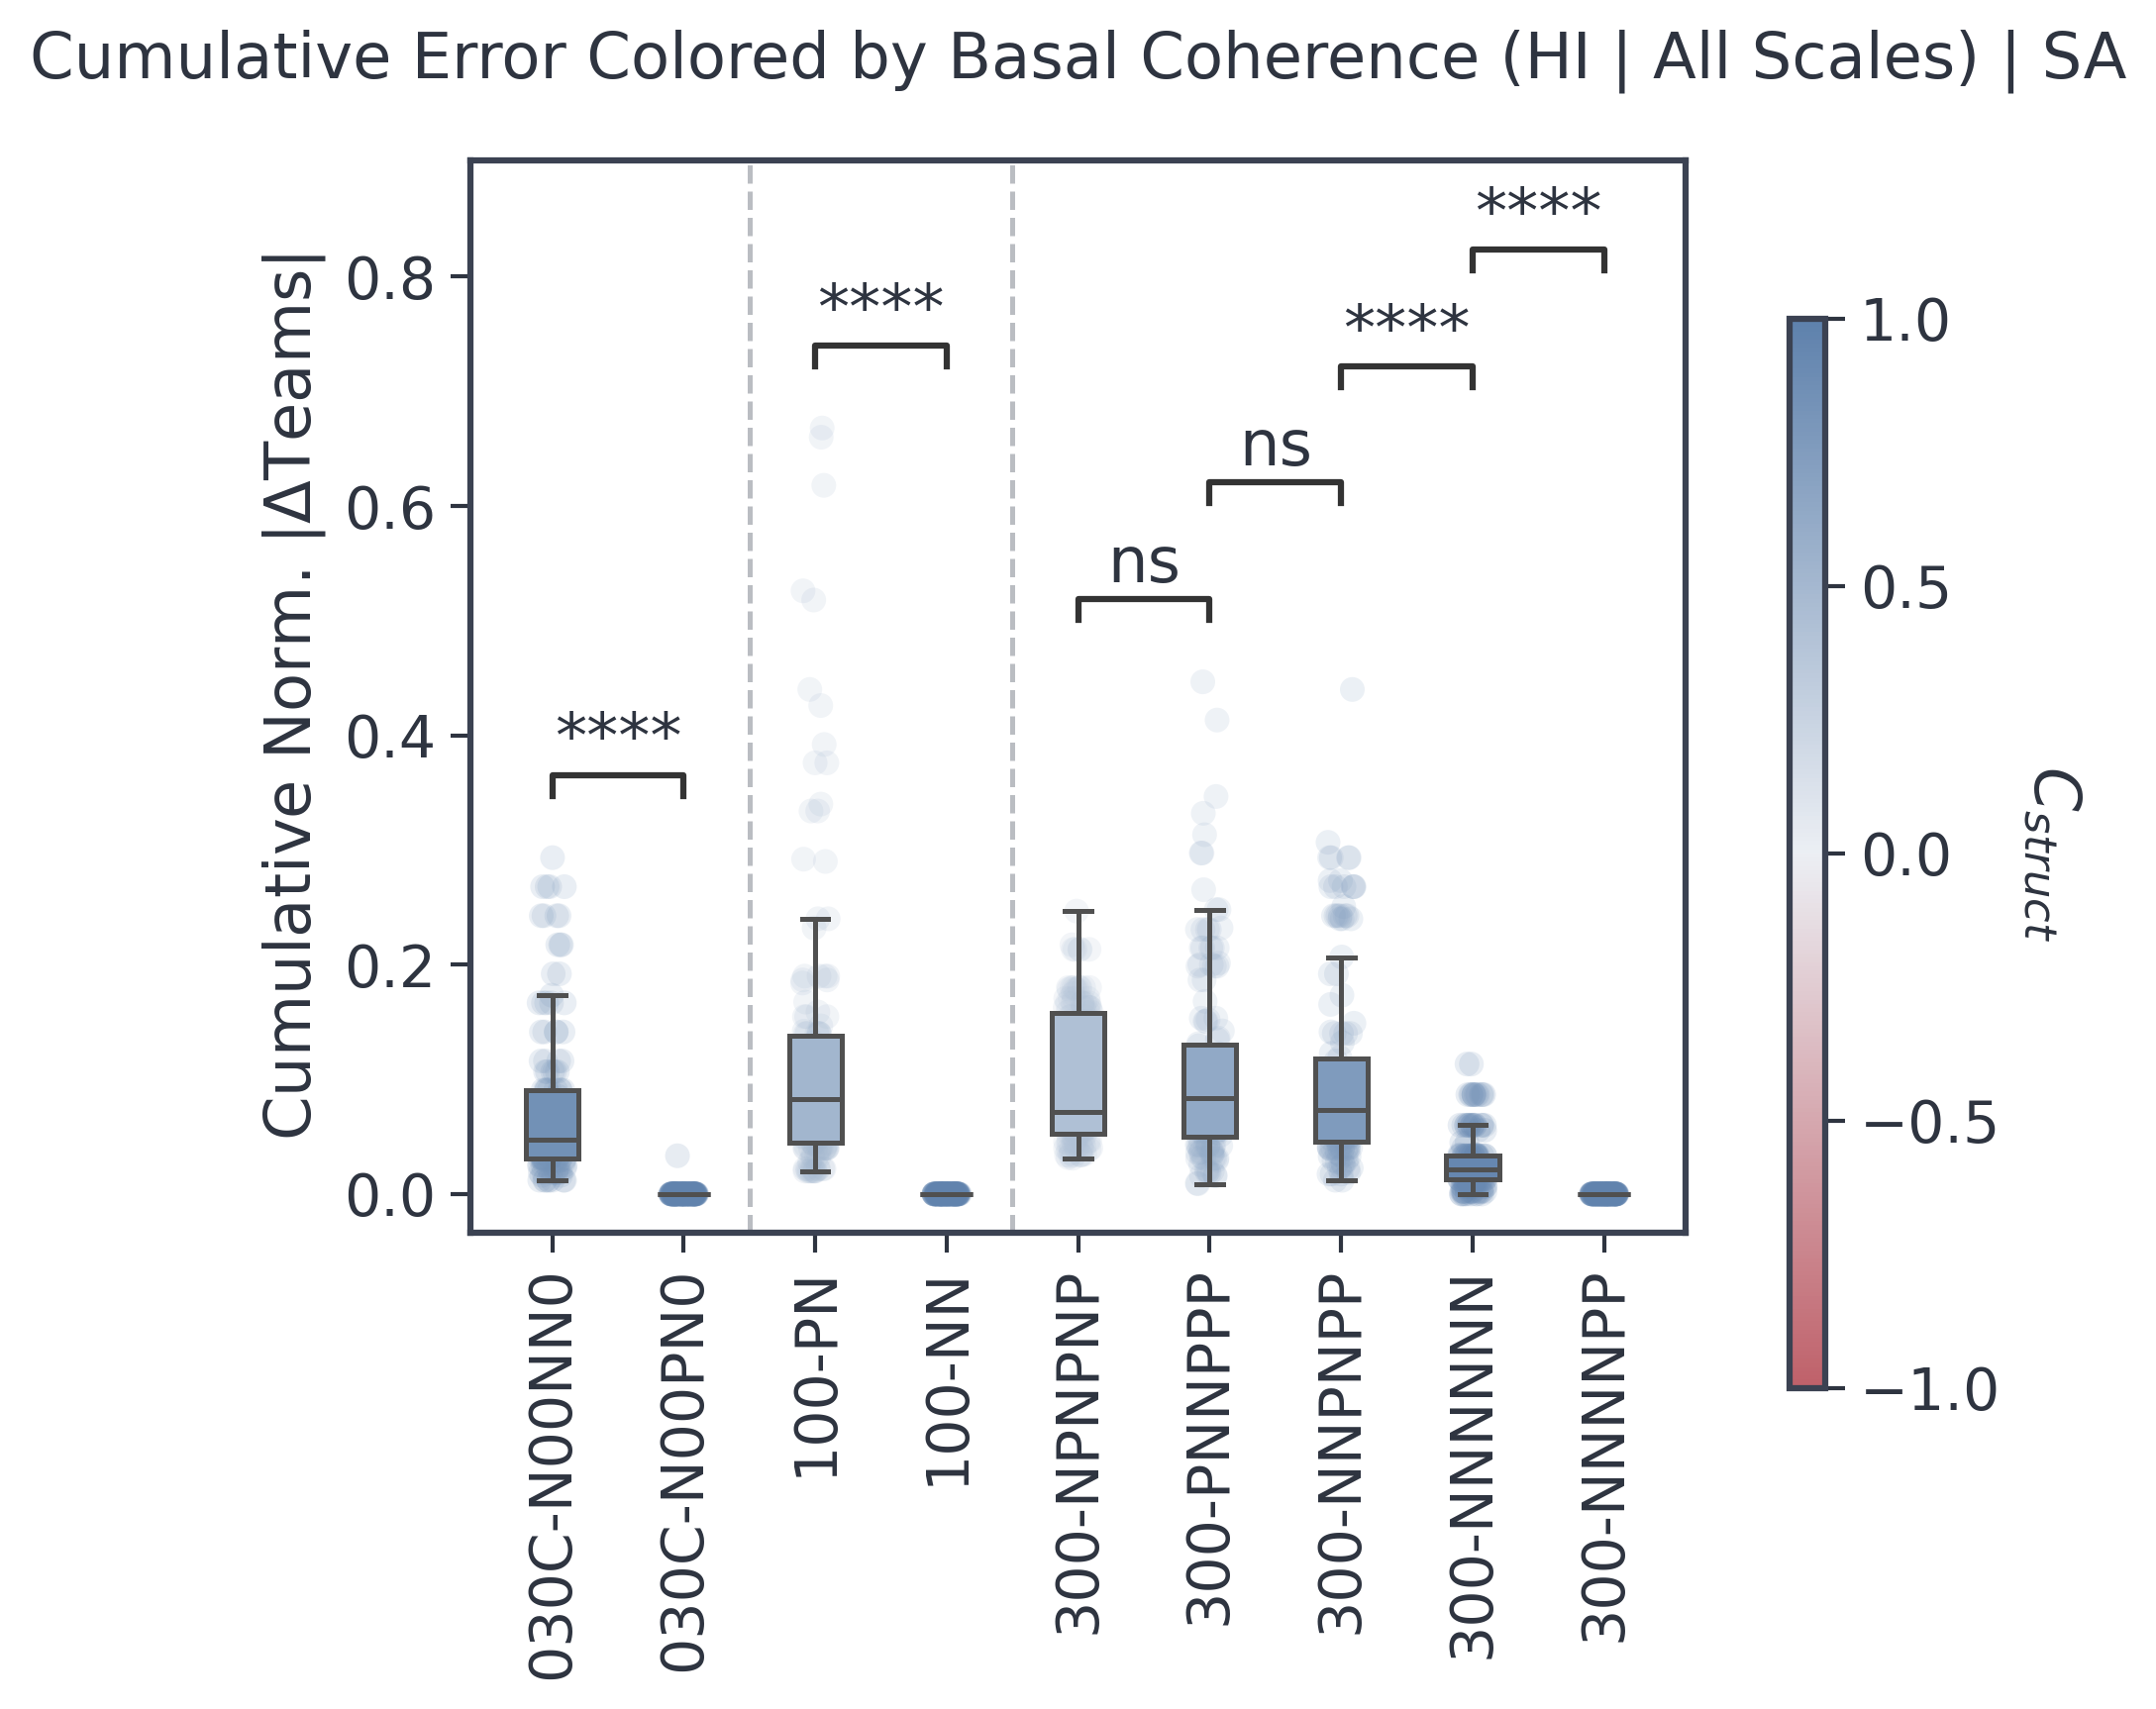 Cumulative Error Colored by Basal Coherence (HI | All Scales) | SA
Cumulative Norm. |ΔTeams|
0.8
0.6
0.4
0.2
0.0
****
****
ns
ns
****
****
030C-N00NN0
030C-N00PN0
100-PN
100-NN
300-NPNPNP
300-PNNNPP
300-NNPNPP
300-NNNNNN
300-NNNNPP
1.0
0.5
0.0
−0.5
−1.0
C_struct